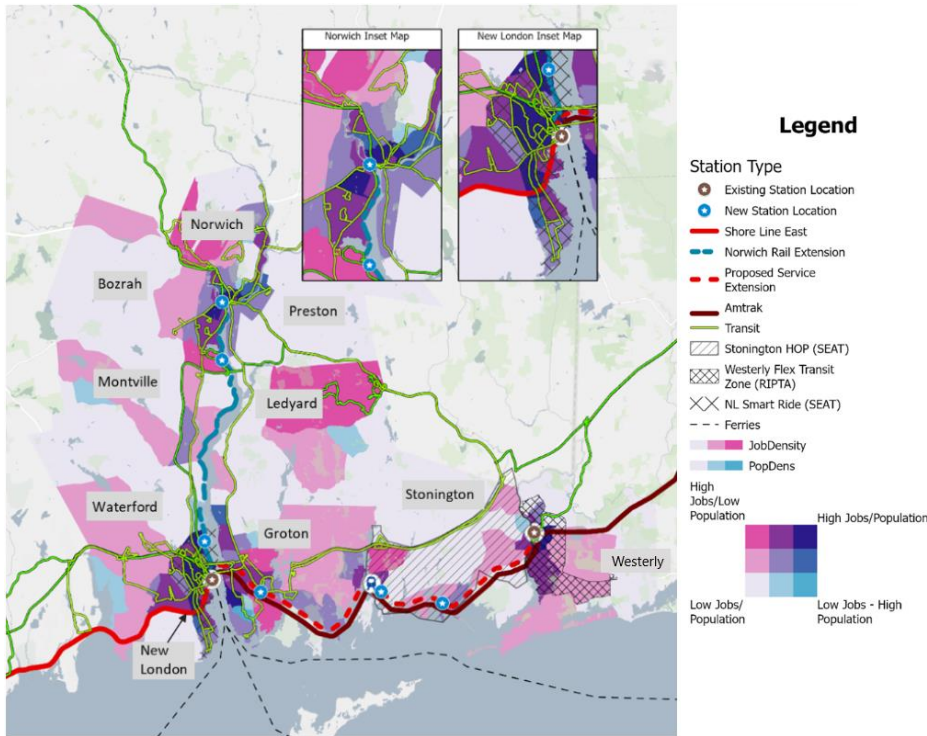 Norwich Inset Map
New London Inset Map
Norwich
Bozrah
Preston
Montville
Ledyard
Stonington
Waterford
Groton
Westerly
New
London
Legend
Station Type
Existing Station Location
New Station Location
Shore Line East
Norwich Rail Extension
Proposed Service
Extension
Amtrak
Transit
Stonington HOP (SEAT)
Westerly Flex Transit
Zone (RIPTA)
NL Smart Ride (SEAT)
Ferries
JobDensity
PopDens
High
Jobs/Low
Population
High Jobs/Population
Low Jobs/
Population
Low Jobs - High
Population